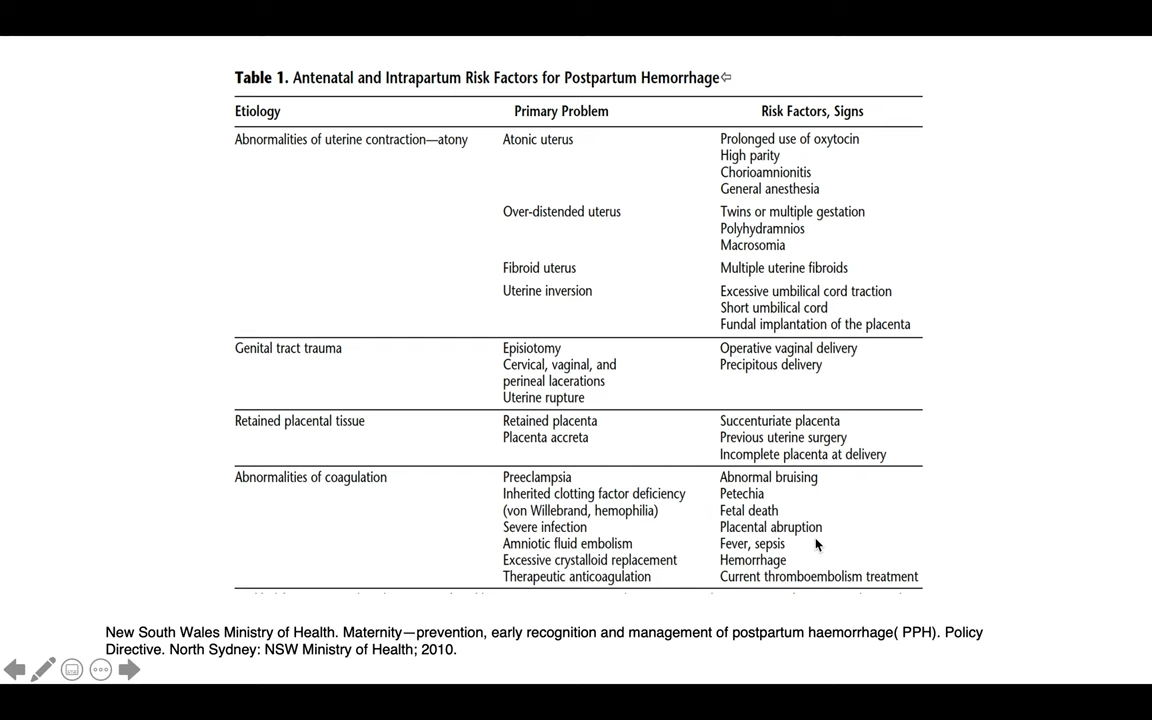 Table 1. Antenatal and Intrapartum Risk Factors for Postpartum Hemorrhage⇦
Etiology Primary Problem Risk Factors, Signs
Abnormalities of uterine contraction—atony Atonic uterus Prolonged use of oxytocin
High parity
Chorioamnionitis
General anesthesia
Over-distended uterus Twins or multiple gestation
Polyhydramnios
Macrosomia
Fibroid uterus Multiple uterine fibroids
Uterine inversion Excessive umbilical cord traction
Short umbilical cord
Fundal implantation of the placenta
Genital tract trauma Episiotomy Operative vaginal delivery
Cervical, vaginal, and Precipitous delivery
perineal lacerations
Uterine rupture
Retained placental tissue Retained placenta Succenturiate placenta
Placenta accreta Previous uterine surgery
Incomplete placenta at delivery
Abnormalities of coagulation Preeclampsia Abnormal bruising
Inherited clotting factor deficiency Petechia
(von Willebrand, hemophilia) Fetal death
Severe infection Placental abruption
Amniotic fluid embolism Fever, sepsis
Excessive crystalloid replacement Hemorrhage
Therapeutic anticoagulation Current thromboembolism treatment
New South Wales Ministry of Health. Maternity—prevention, early recognition and management of postpartum haemorrhage( PPH). Policy
Directive. North Sydney: NSW Ministry of Health; 2010.